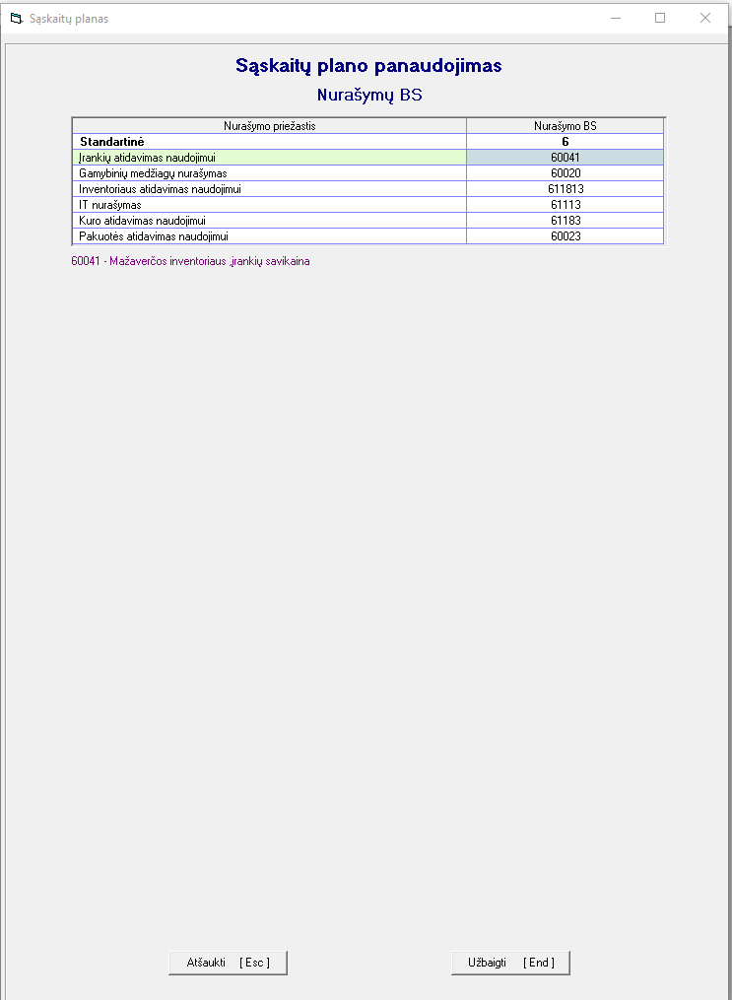 Sąskaitų planas
Sąskaitų plano panaudojimas
Nurašymų BS
Nurašymo priežastis Nurašymo BS
Standartinė 6
Įrankių atidavimas naudojimui 60041
Gamybinių medžiagų nurašymas 60020
Inventoriaus atidavimas naudojimui 611813
IT nurašymas 61113
Kuro atidavimas naudojimui 61183
Pakuotės atidavimas naudojimui 60023
60041 - Mažaverčos inventoriaus ,įrankių savikaina
Atšaukti [ Esc ] Užbaigti [ End ]